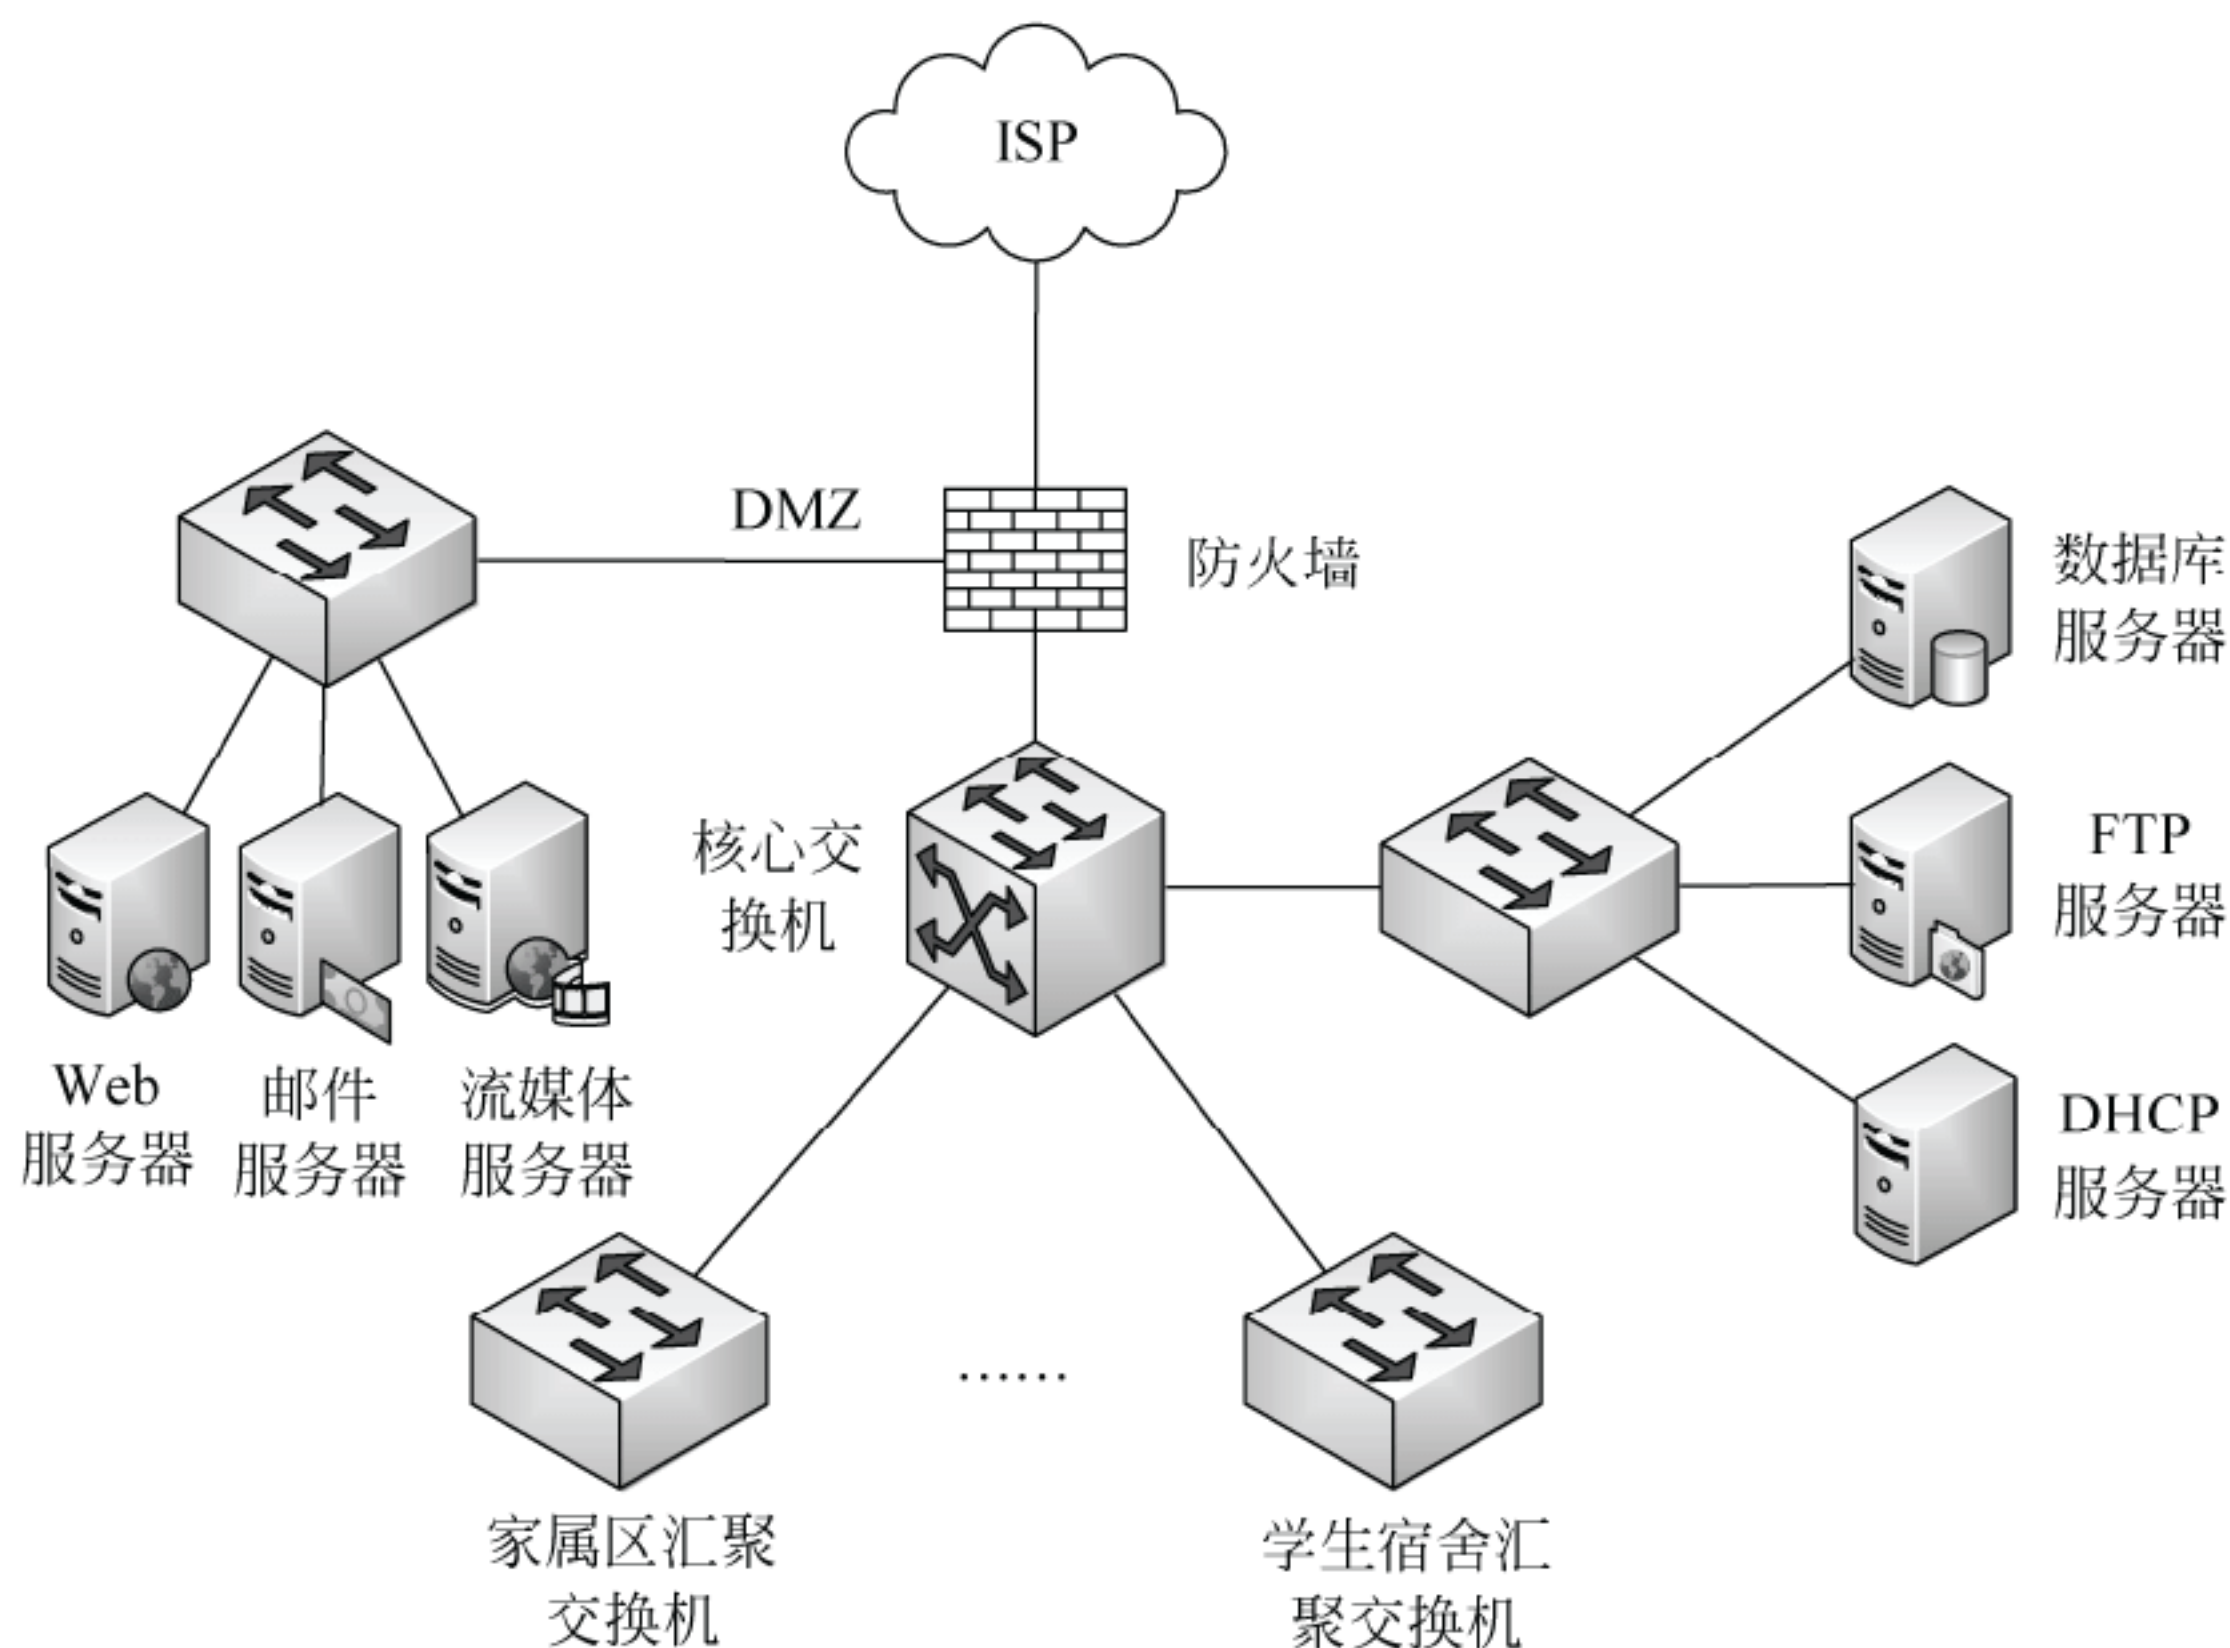 ISP
DMZ
防火墙
数据库
服务器
核心交
换机
FTP
服务器
Web
服务器
邮件
服务器
流媒体
服务器
DHCP
服务器
······
家属区汇聚
交换机
学生宿舍汇
聚交换机